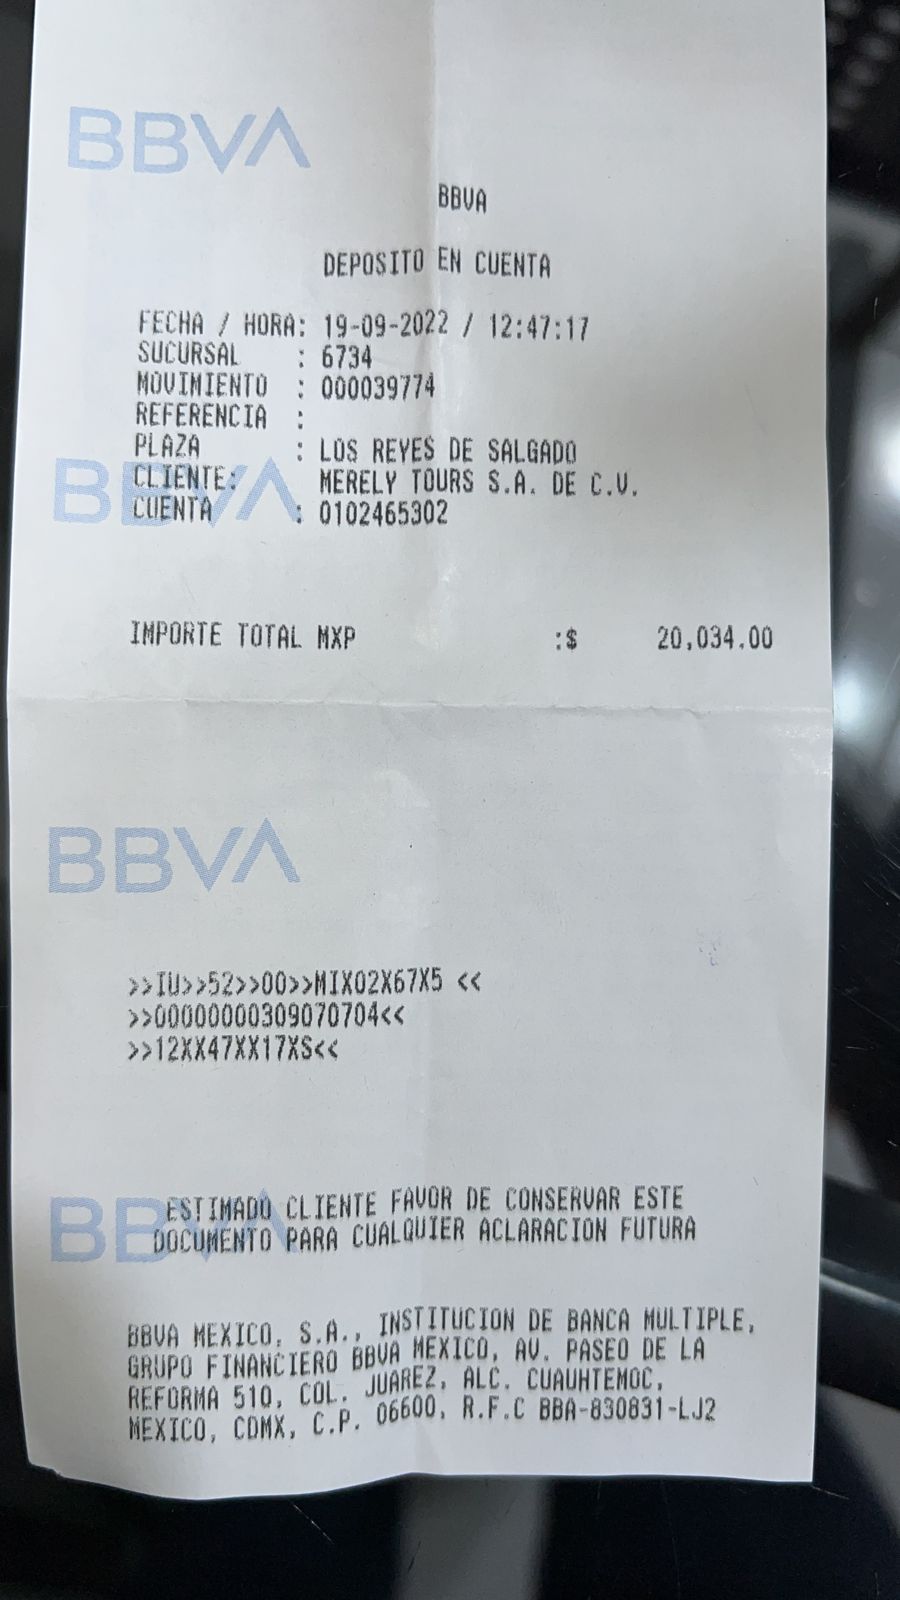 BBVA
BBVA
DEPOSITO EN CUENTA
FECHA / HORA: 19-09-2022 / 12:47:17
SUCURSAL : 6734
MOVIMIENTO : 000039774
REFERENCIA :
PLAZA : LOS REYES DE SALGADO
BBVA
CLIENTE: MERELY TOURS S.A. DE C.V.
CUENTA : 0102465302
IMPORTE TOTAL MXP :$ 20,034.00
BBVA
>>IU>>52>>00>>MIX02X67X5 <<
>>00000000309070704<<
>>12XX47XX17XS<<
BBVA
ESTIMADO CLIENTE FAVOR DE CONSERVAR ESTE
DOCUMENTO PARA CUALQUIER ACLARACION FUTURA
BBVA MEXICO, S.A., INSTITUCION DE BANCA MULTIPLE,
GRUPO FINANCIERO BBVA MEXICO, AV. PASEO DE LA
REFORMA 510, COL. JUAREZ, ALC. CUAUHTEMOC,
MEXICO, CDMX, C.P. 06600, R.F.C BBA-830831-LJ2